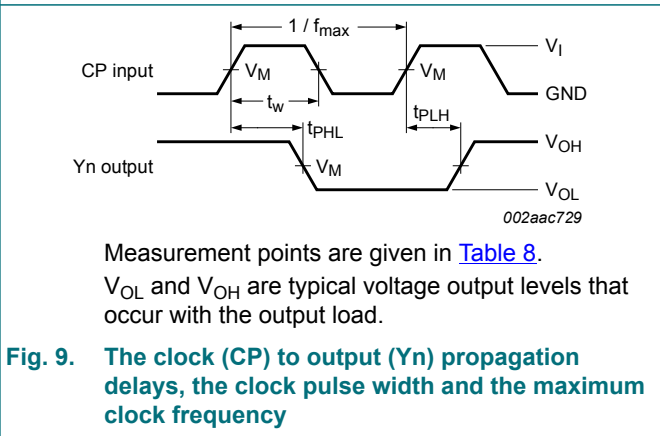 1 / fmax
VI
CP input
VM
VM
GND
tw
tPHL
tPLH
VOH
Yn output
VM
VOL
002aac729
Measurement points are given in Table 8.
VOL and VOH are typical voltage output levels that
occur with the output load.
Fig. 9. The clock (CP) to output (Yn) propagation
delays, the clock pulse width and the maximum
clock frequency